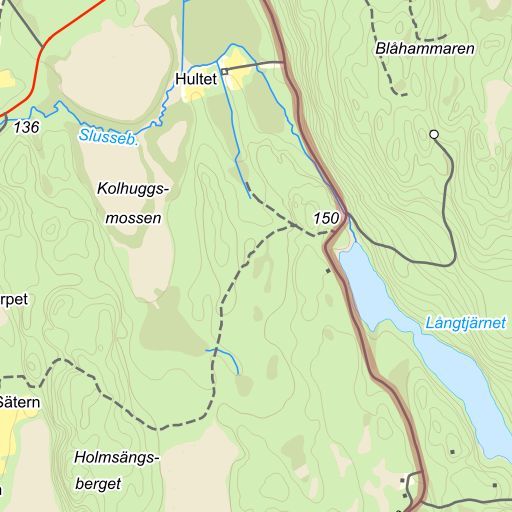 Blåhammaren
Hultet
136
Slusseb.
Kolhuggs-
mossen
150
rpet
Långtjärnet
Sätern
Holmsängs-
berget
n